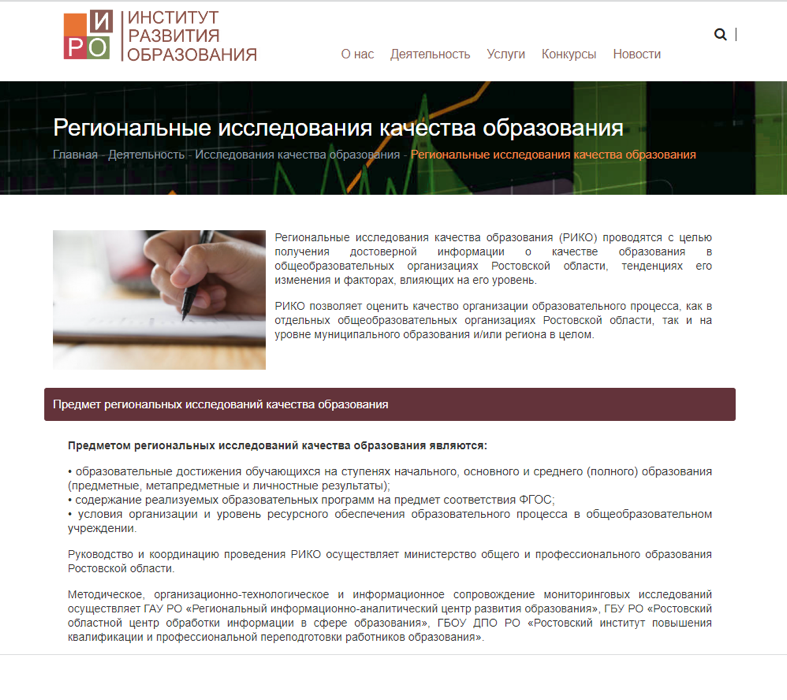 И
РО
ИНСТИТУТ
РАЗВИТИЯ
ОБРАЗОВАНИЯ
О нас Деятельность Услуги Конкурсы Новости
Региональные исследования качества образования
Главная - Деятельность - Исследования качества образования - Региональные исследования качества образования
Региональные исследования качества образования (РИКО) проводятся с целью
получения достоверной информации о качестве образования в
общеобразовательных организациях Ростовской области, тенденциях его
изменения и факторах, влияющих на его уровень.
РИКО позволяет оценить качество организации образовательного процесса, как в
отдельных общеобразовательных организациях Ростовской области, так и на
уровне муниципального образования и/или региона в целом.
Предмет региональных исследований качества образования
Предметом региональных исследований качества образования являются:
• образовательные достижения обучающихся на ступенях начального, основного и среднего (полного) образования
(предметные, метапредметные и личностные результаты);
• содержание реализуемых образовательных программ на предмет соответствия ФГОС;
• условия организации и уровень ресурсного обеспечения образовательного процесса в общеобразовательном
учреждении.
Руководство и координацию проведения РИКО осуществляет министерство общего и профессионального образования
Ростовской области.
Методическое, организационно-технологическое и информационное сопровождение мониторинговых исследований
осуществляет ГАУ РО «Региональный информационно-аналитический центр развития образования», ГБУ РО «Ростовский
областной центр обработки информации в сфере образования», ГБОУ ДПО РО «Ростовский институт повышения
квалификации и профессиональной переподготовки работников образования».